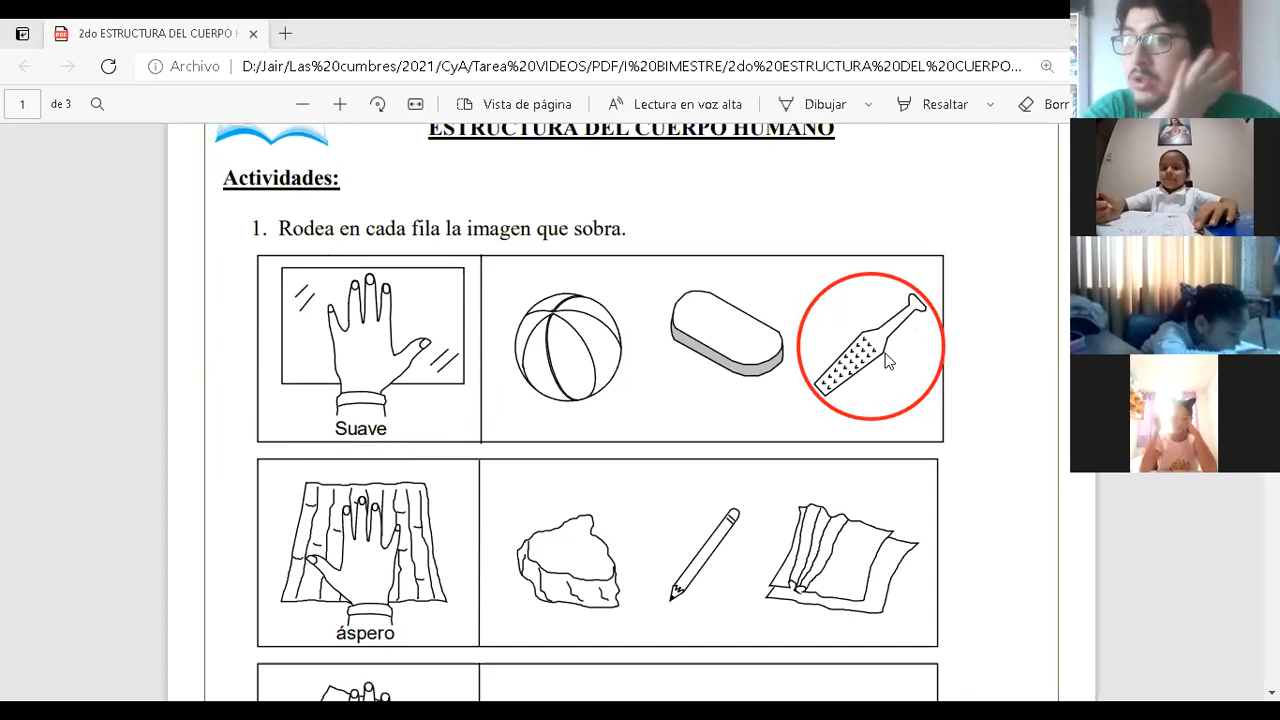 2do ESTRUCTURA DEL CUERPO H
Archivo
D:/Jair/Las%20cumbres/2021/CyA/Tarea%20VIDEOS/PDF/I%20BIMESTRE/2do%20ESTRUCTURA%20DEL%20CUERPO...
1
de 3
Vista de página
Lectura en voz alta
Dibujar
Resaltar
Borr
ESTRUCTURA DEL CUERPO HUMANO
Actividades:
1. Rodea en cada fila la imagen que sobra.
Suave
áspero